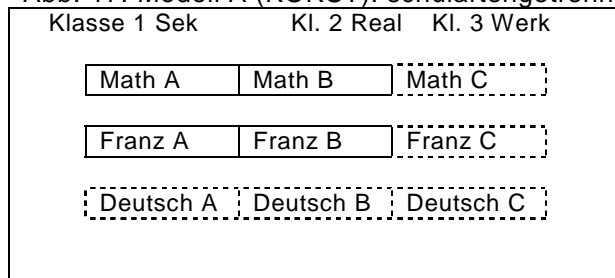 Klasse 1 Sek Kl. 2 Real Kl. 3 Werk
Math A Math B Math C
Franz A Franz B Franz C
Deutsch A Deutsch B Deutsch C